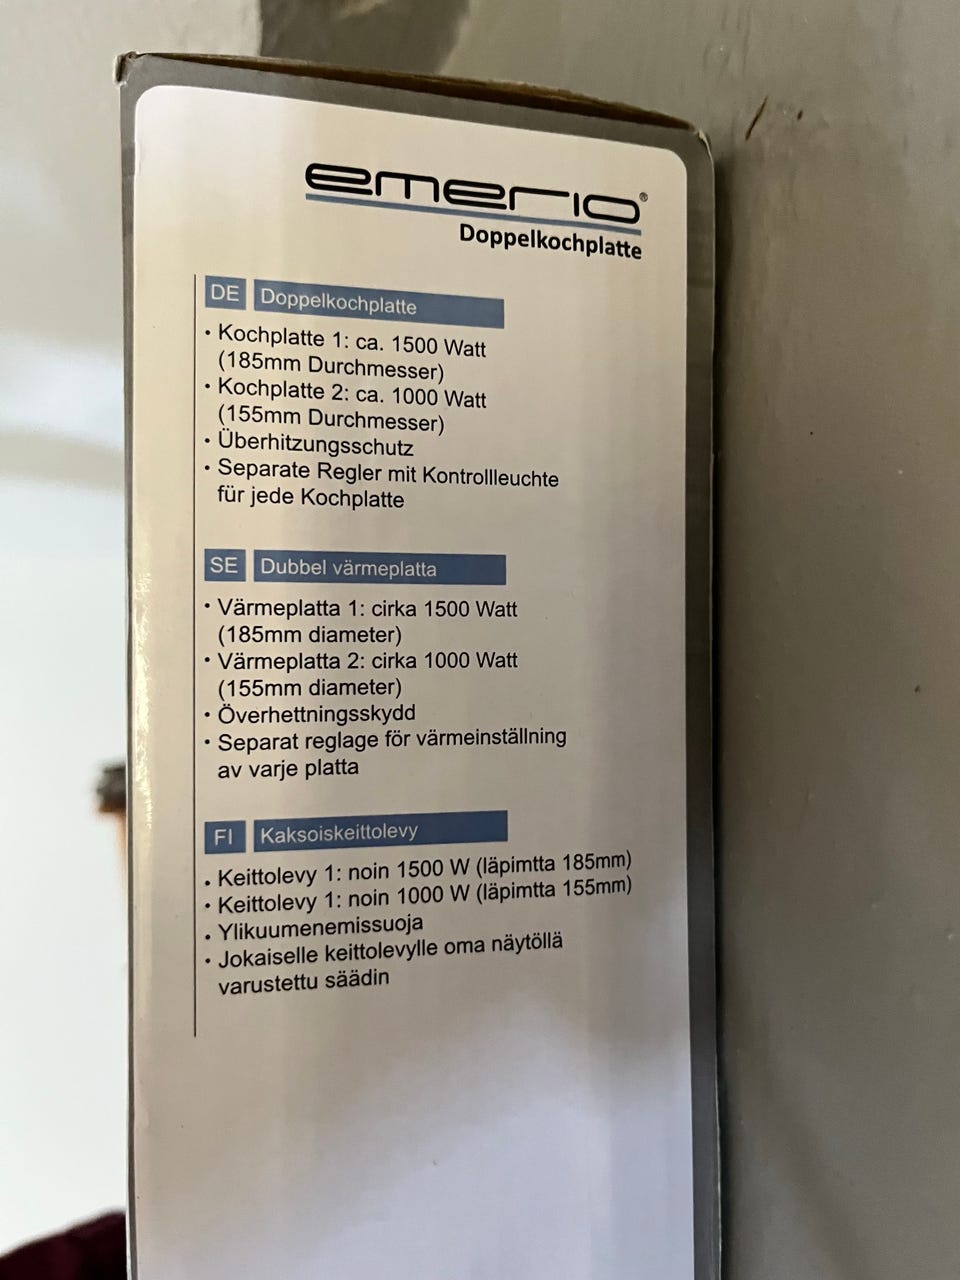 emerio®
Doppelkochplatte
DE Doppelkochplatte
• Kochplatte 1: ca. 1500 Watt
(185mm Durchmesser)
• Kochplatte 2: ca. 1000 Watt
(155mm Durchmesser)
• Überhitzungsschutz
• Separate Regler mit Kontrollleuchte
für jede Kochplatte
SE Dubbel värmeplatta
• Värmeplatta 1: cirka 1500 Watt
(185mm diameter)
• Värmeplatta 2: cirka 1000 Watt
(155mm diameter)
• Överhettningsskydd
• Separat reglage för värmeinställning
av varje platta
FI Kaksoiskeittolevy
• Keittolevy 1: noin 1500 W (läpimtta 185mm)
• Keittolevy 1: noin 1000 W (läpimtta 155mm)
• Ylikuumenemissuoja
• Jokaiselle keittolevylle oma näytöllä
varustettu säädin